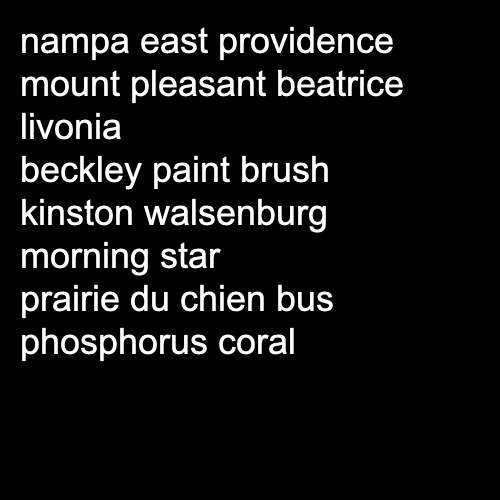 nampa east providence
mount pleasant beatrice
livonia
beckley paint brush
kinston walsenburg
morning star
prairie du chien bus
phosphorus coral